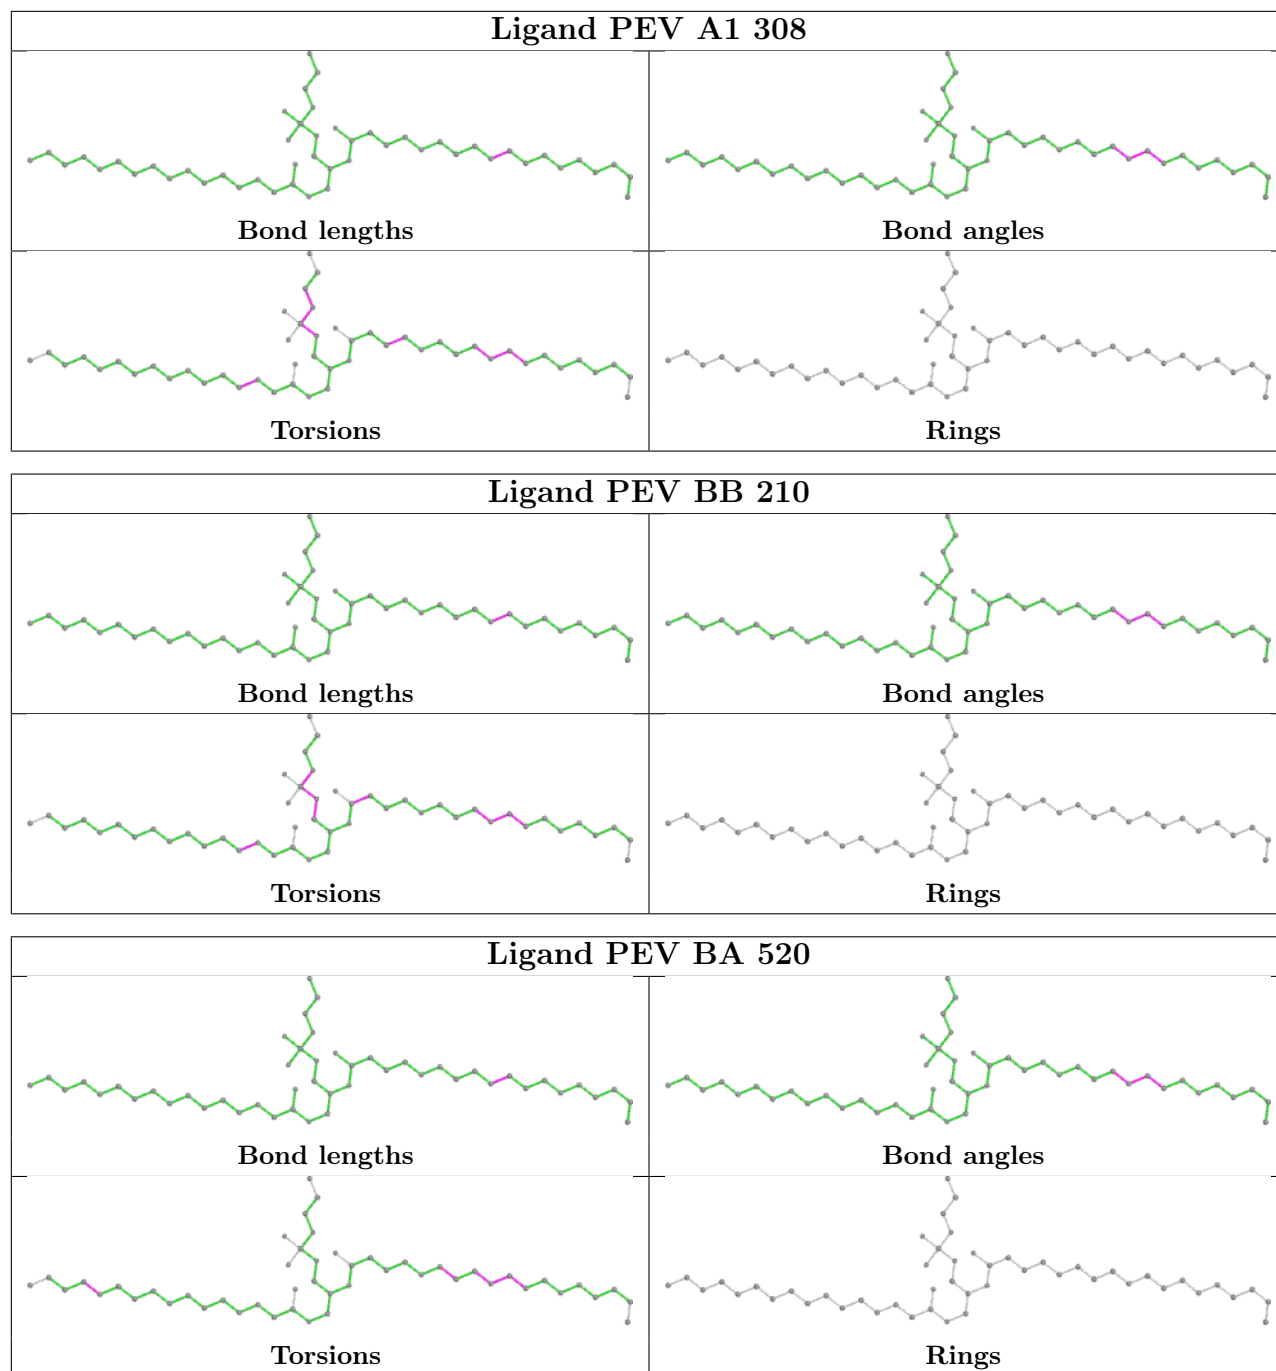 Ligand PEV A1 308
Bond lengths
Bond angles
Torsions
Rings
Ligand PEV BB 210
Bond lengths
Bond angles
Torsions
Rings
Ligand PEV BA 520
Bond lengths
Bond angles
Torsions
Rings